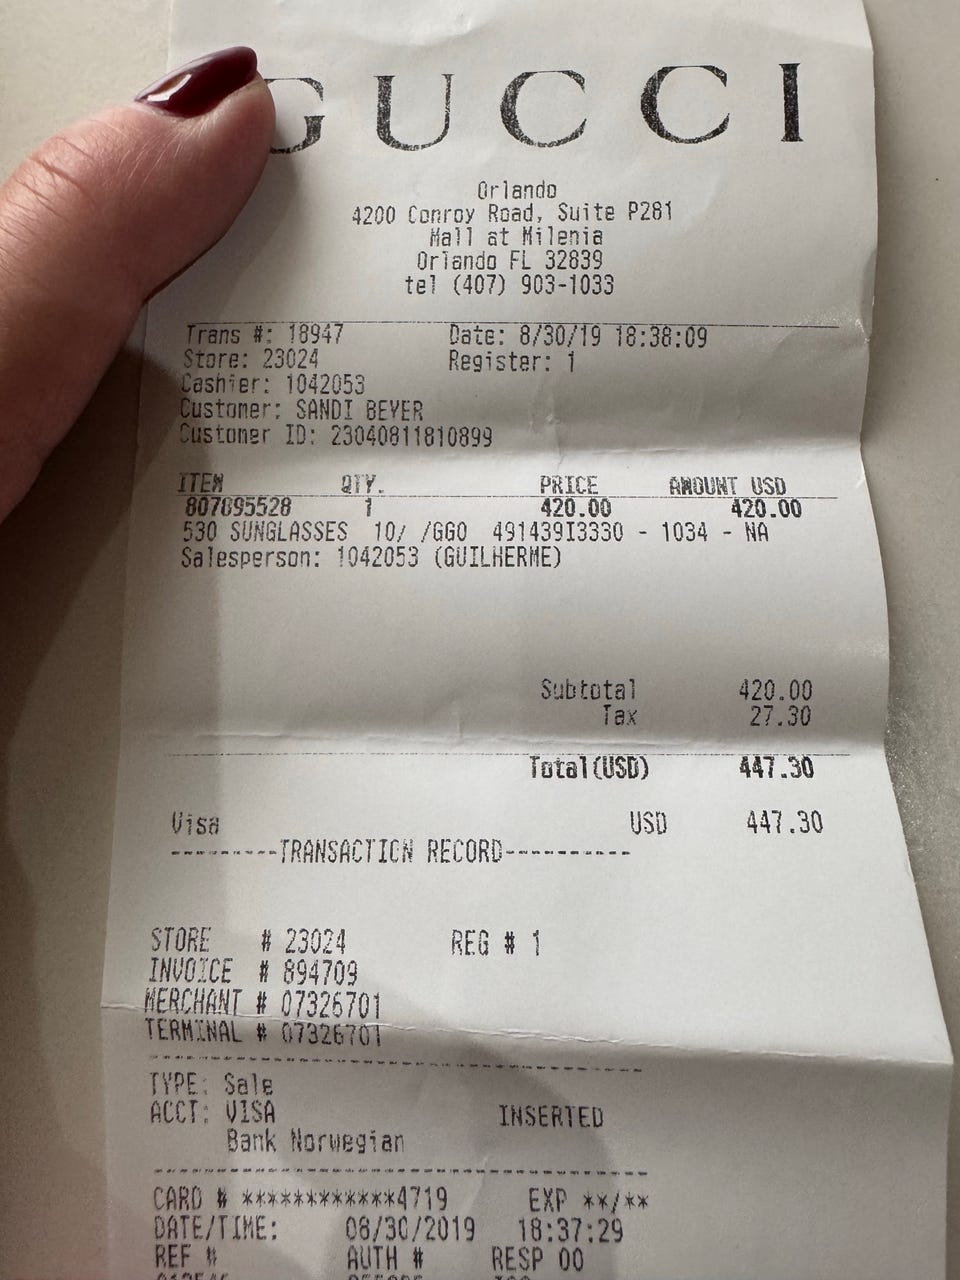 GUCCI
Orlando
4200 Conroy Road, Suite P281
Mall at Milenia
Orlando FL 32839
tel (407) 903-1033
Trans #: 18947 Date: 8/30/19 18:38:09
Store: 23024 Register: 1
Cashier: 1042053
Customer: SANDI BEYER
Customer ID: 23040811810899
ITEM QTY. PRICE AMOUNT USD
807095528 1 420.00 420.00
530 SUNGLASSES 10/ /GGO 491439I3330 - 1034 - NA
Salesperson: 1042053 (GUILHERME)
Subtotal 420.00
Tax 27.30
Total(USD) 447.30
Visa USD 447.30
---------TRANSACTION RECORD-----------
STORE # 23024 REG # 1
INVOICE # 894709
MERCHANT # 07326701
TERMINAL # 07326701
TYPE: Sale
ACCT: VISA INSERTED
Bank Norwegian
CARD # ************4719 EXP **/**
DATE/TIME: 08/30/2019 18:37:29
REF # AUTH # RESP 00